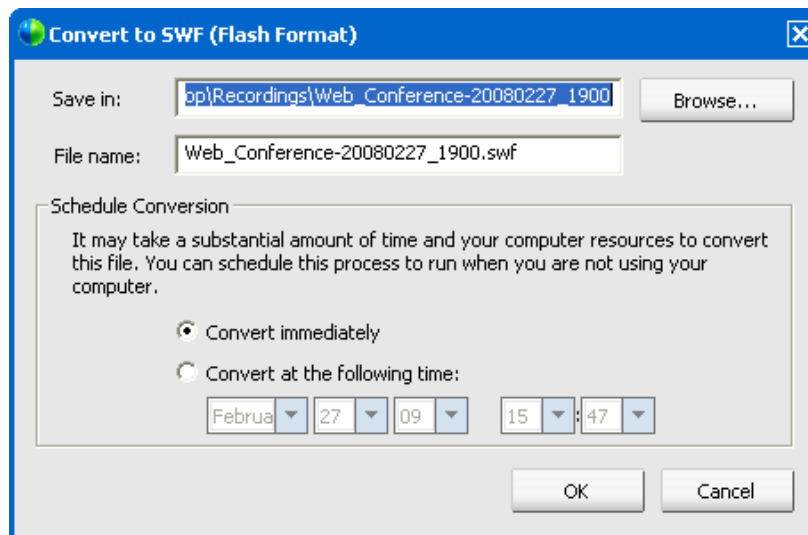 Convert to SWF (Flash Format)
Save in: op\Recordings\Web_Conference-20080227_1900 Browse...
File name: Web_Conference-20080227_1900.swf
Schedule Conversion
It may take a substantial amount of time and your computer resources to convert
this file. You can schedule this process to run when you are not using your
computer.
Convert immediately
Convert at the following time:
Februa 27 09 15 : 47
OK Cancel